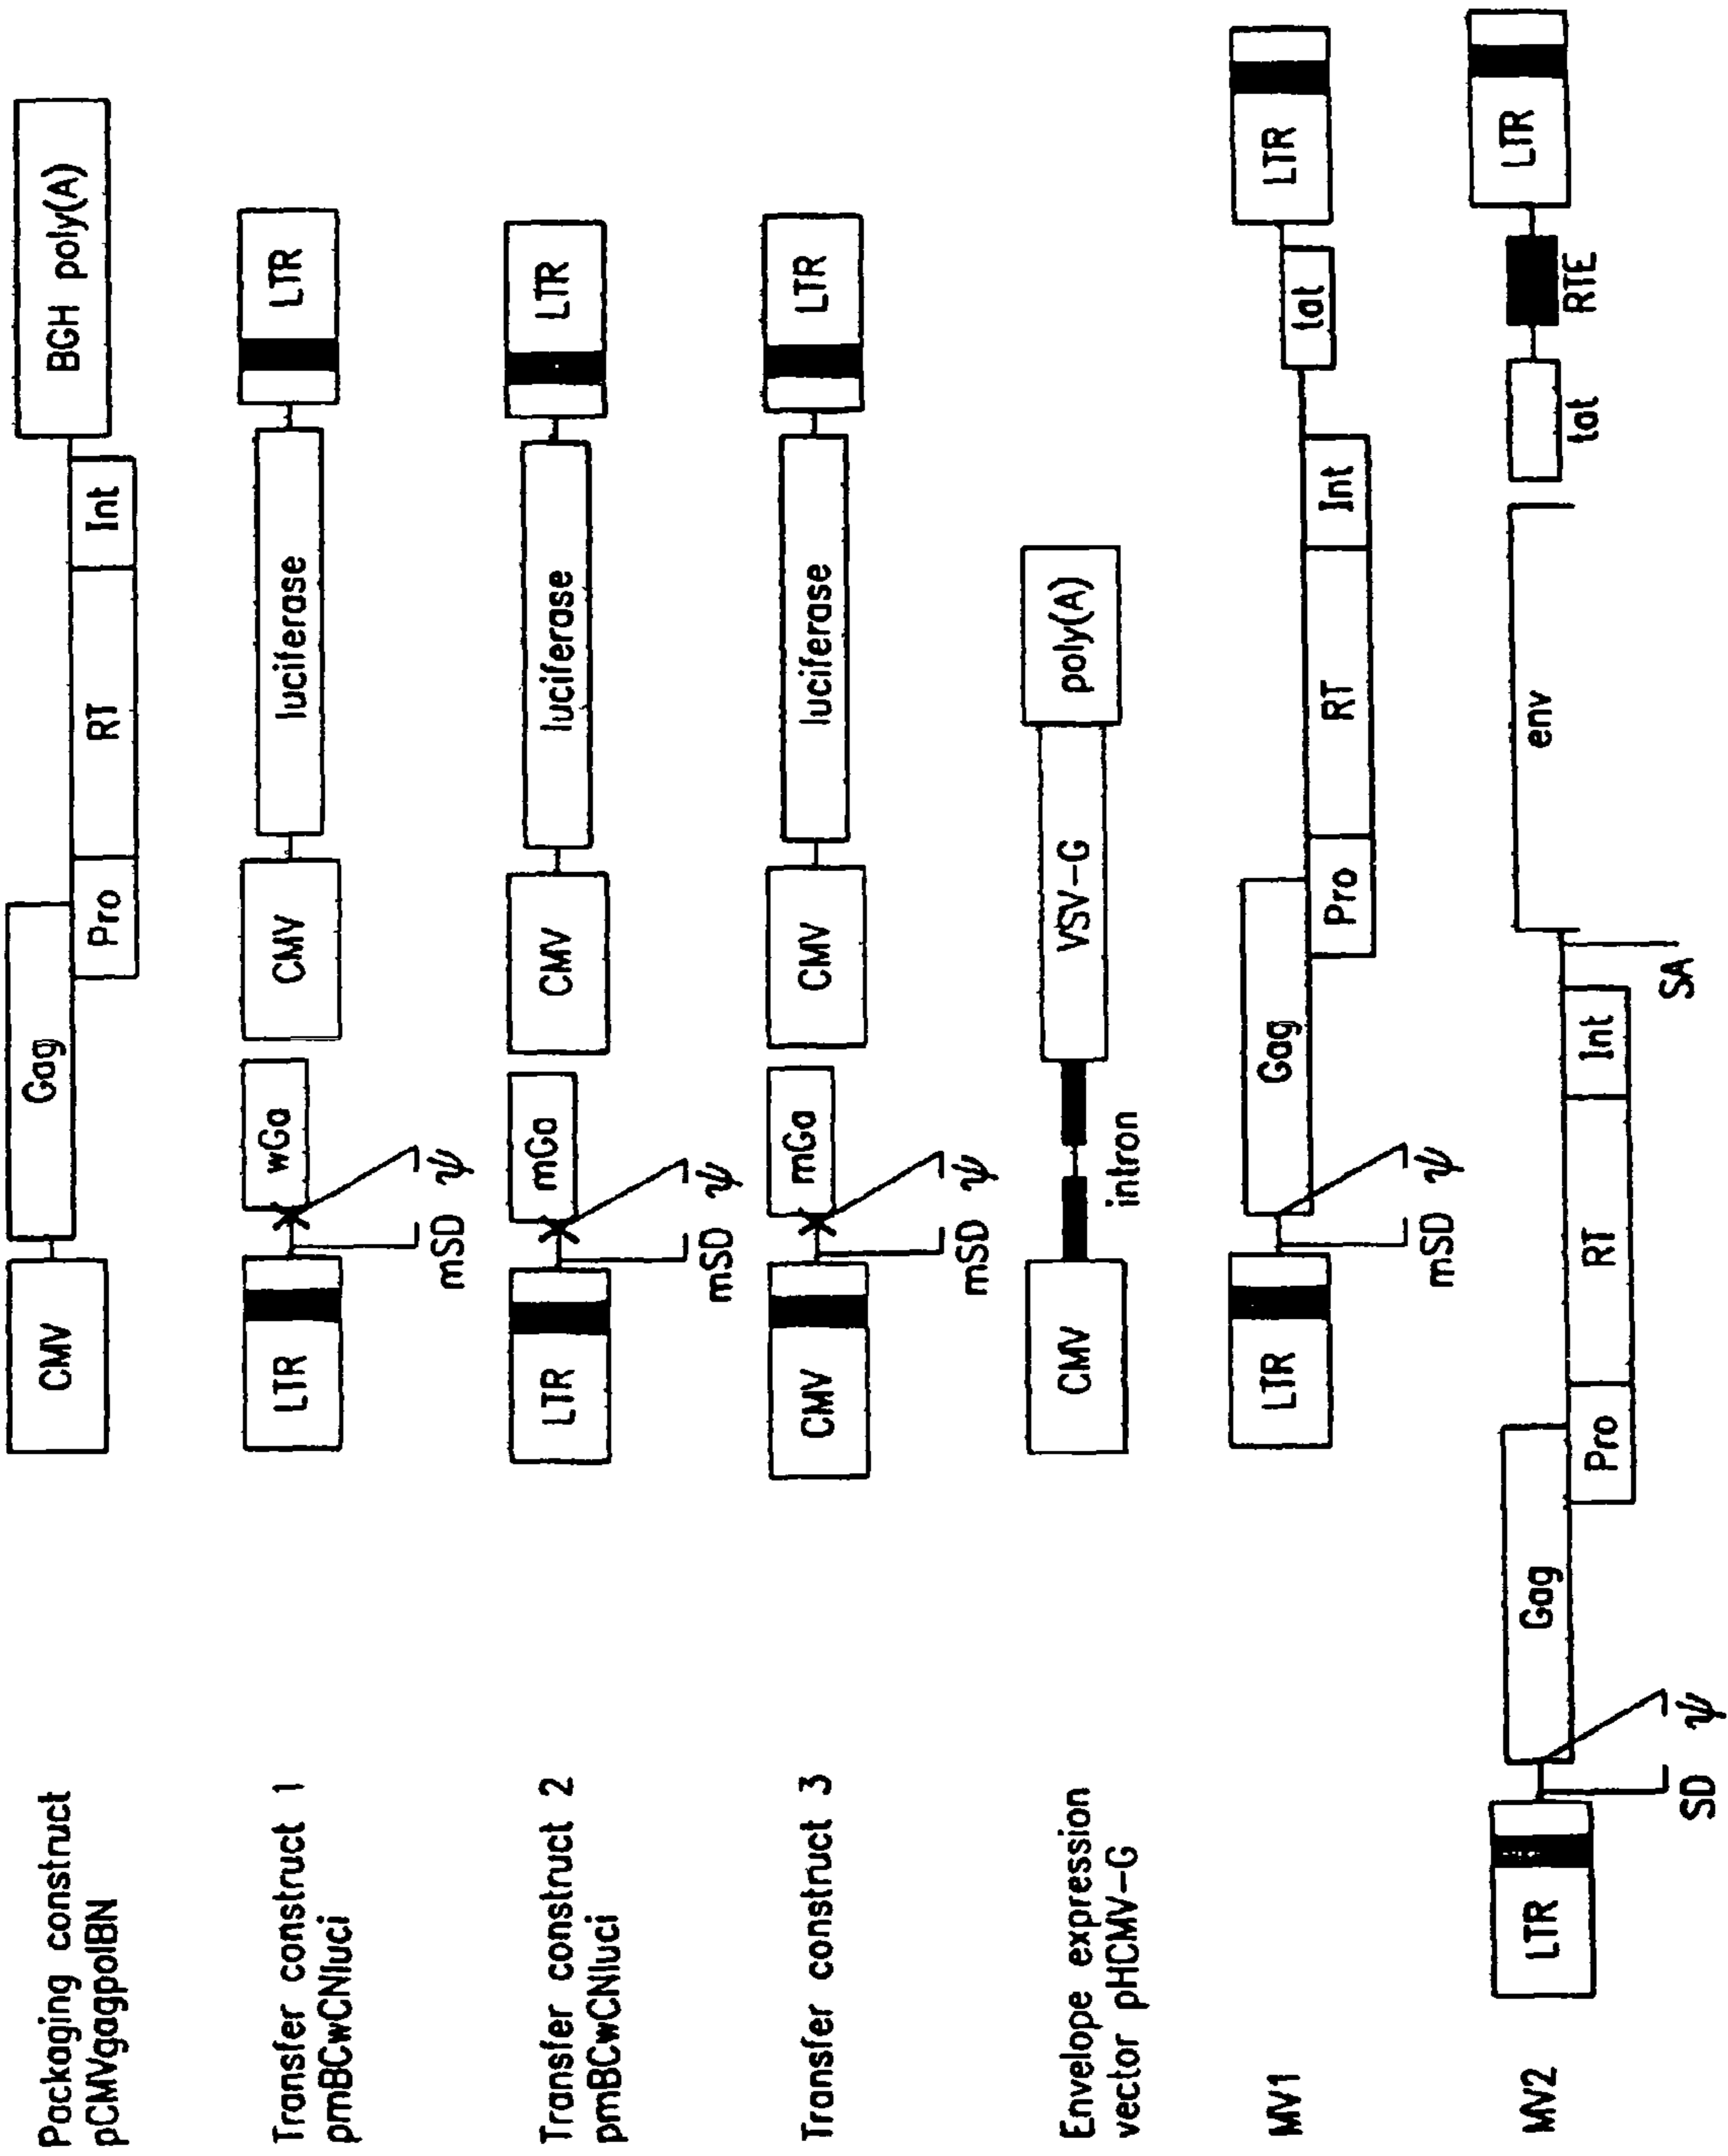 Packaging construct
pCMVgagpolBN
CMV
Gag
Pro
RT
Int
BGH poly(A)
Transfer construct 1
pmBCwCNluci
LTR
mSD
ψ
wGa
CMV
luciferase
LTR
Transfer construct 2
pmBCwCNluci
LTR
mSD
ψ
mGa
CMV
luciferase
LTR
Transfer construct 3
CMV
mSD
ψ
mGa
CMV
luciferase
LTR
Envelope expression
vector pHCMV-G
CMV
intron
VSV-G
poly(A)
MV1
LTR
mSD
ψ
Gag
Pro
RT
Int
tat
LTR
MV2
LTR
SD
ψ
Gag
Pro
RT
Int
SA
env
tat
RTE
LTR